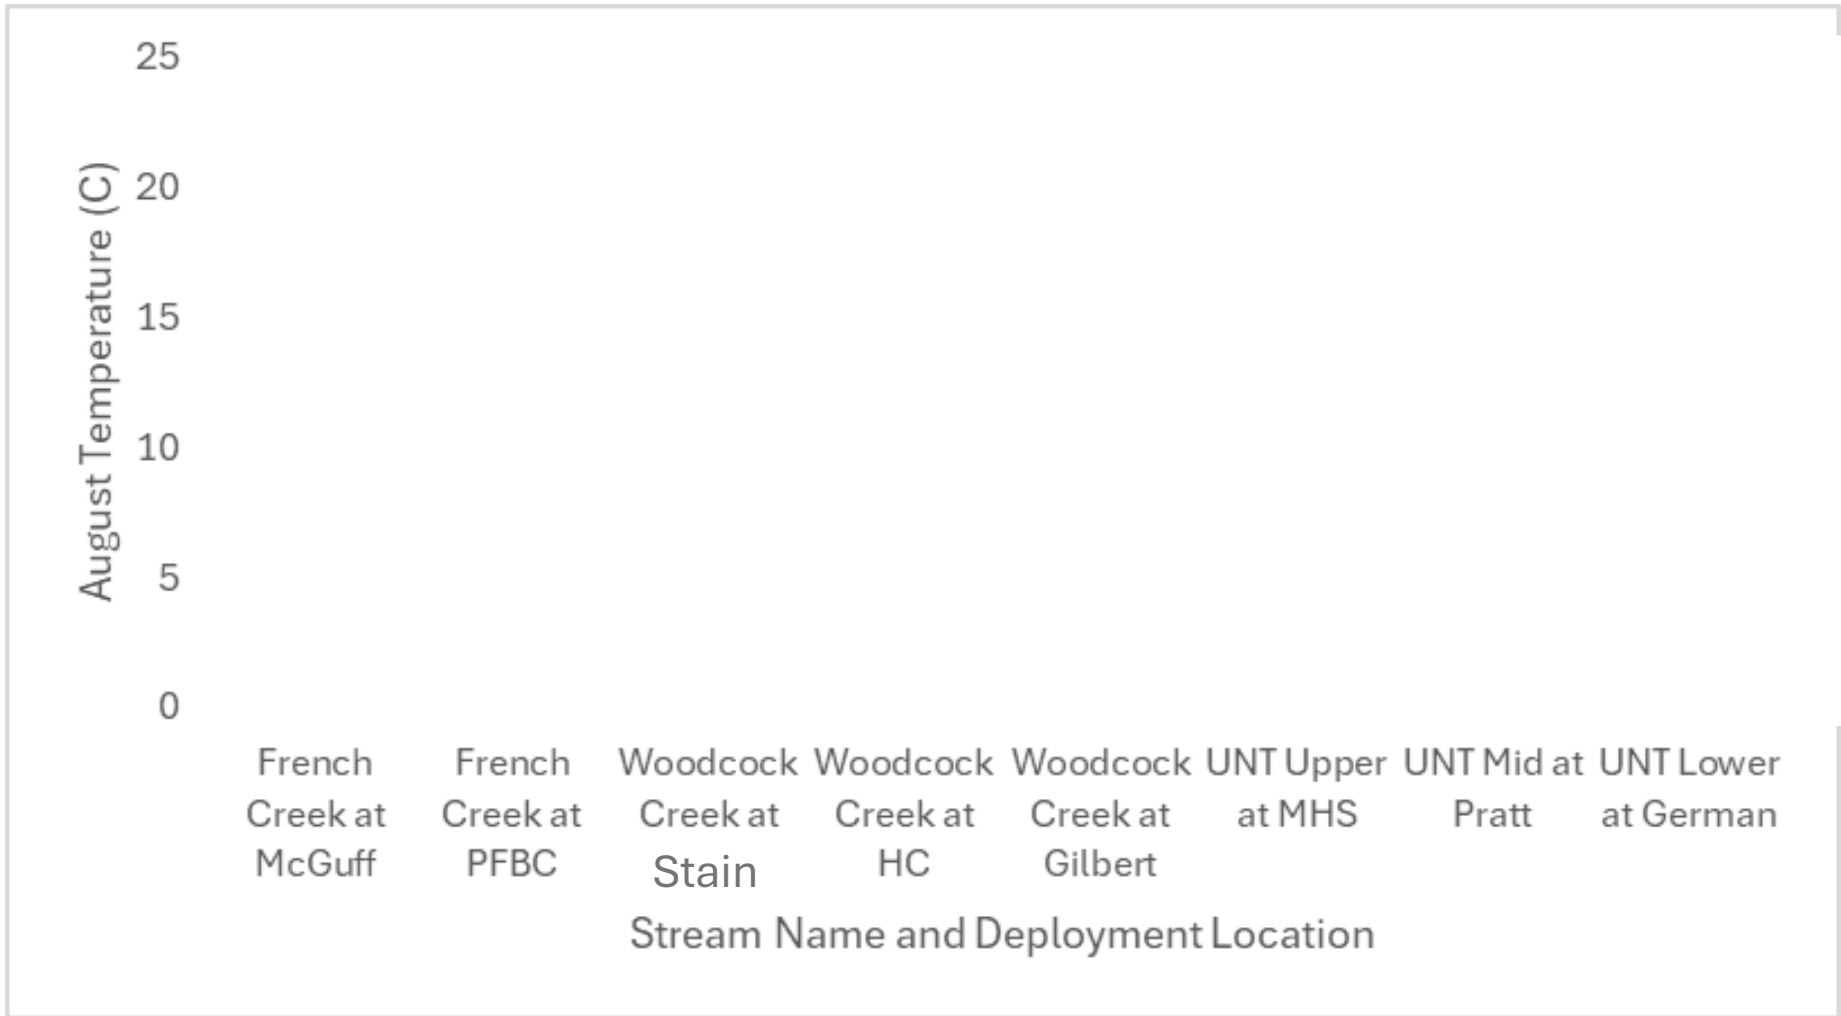 25
20
15
10
5
0
August Temperature (C)
French Creek at McGuff
French Creek at PFBC
Woodcock Creek at Stain
Woodcock Creek at HC
Woodcock Creek at Gilbert
UNT Upper at MHS
UNT Mid at Pratt
UNT Lower at German
Stream Name and Deployment Location